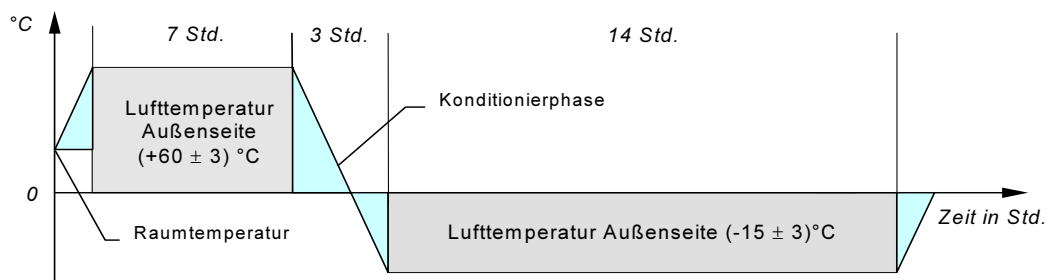 °C
7 Std.
3 Std.
14 Std.
Lufttemperatur
Außenseite
(+60 ± 3) °C
Konditionierphase
0
Zeit in Std.
Raumtemperatur
Lufttemperatur Außenseite (-15 ± 3)°C